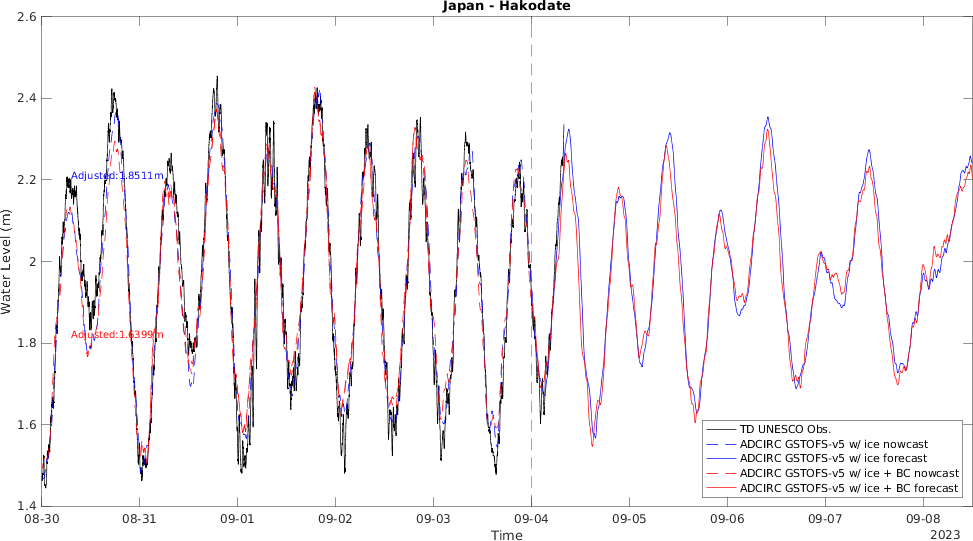 Japan - Hakodate
2.6
2.4
2.2
2
1.8
1.6
1.4
Water Level (m)
Adjusted:1.8511m
Adjusted:1.6399m
TD UNESCO Obs.
ADCIRC GSTOFS-v5 w/ ice nowcast
ADCIRC GSTOFS-v5 w/ ice forecast
ADCIRC GSTOFS-v5 w/ ice + BC nowcast
ADCIRC GSTOFS-v5 w/ ice + BC forecast
08-30 08-31 09-01 09-02 09-03 09-04 09-05 09-06 09-07 09-08
Time
2023